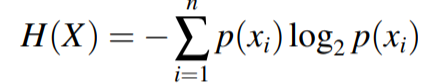 H(X) = − ∑_{i=1}^{n} p(x_i) log_2 p(x_i)